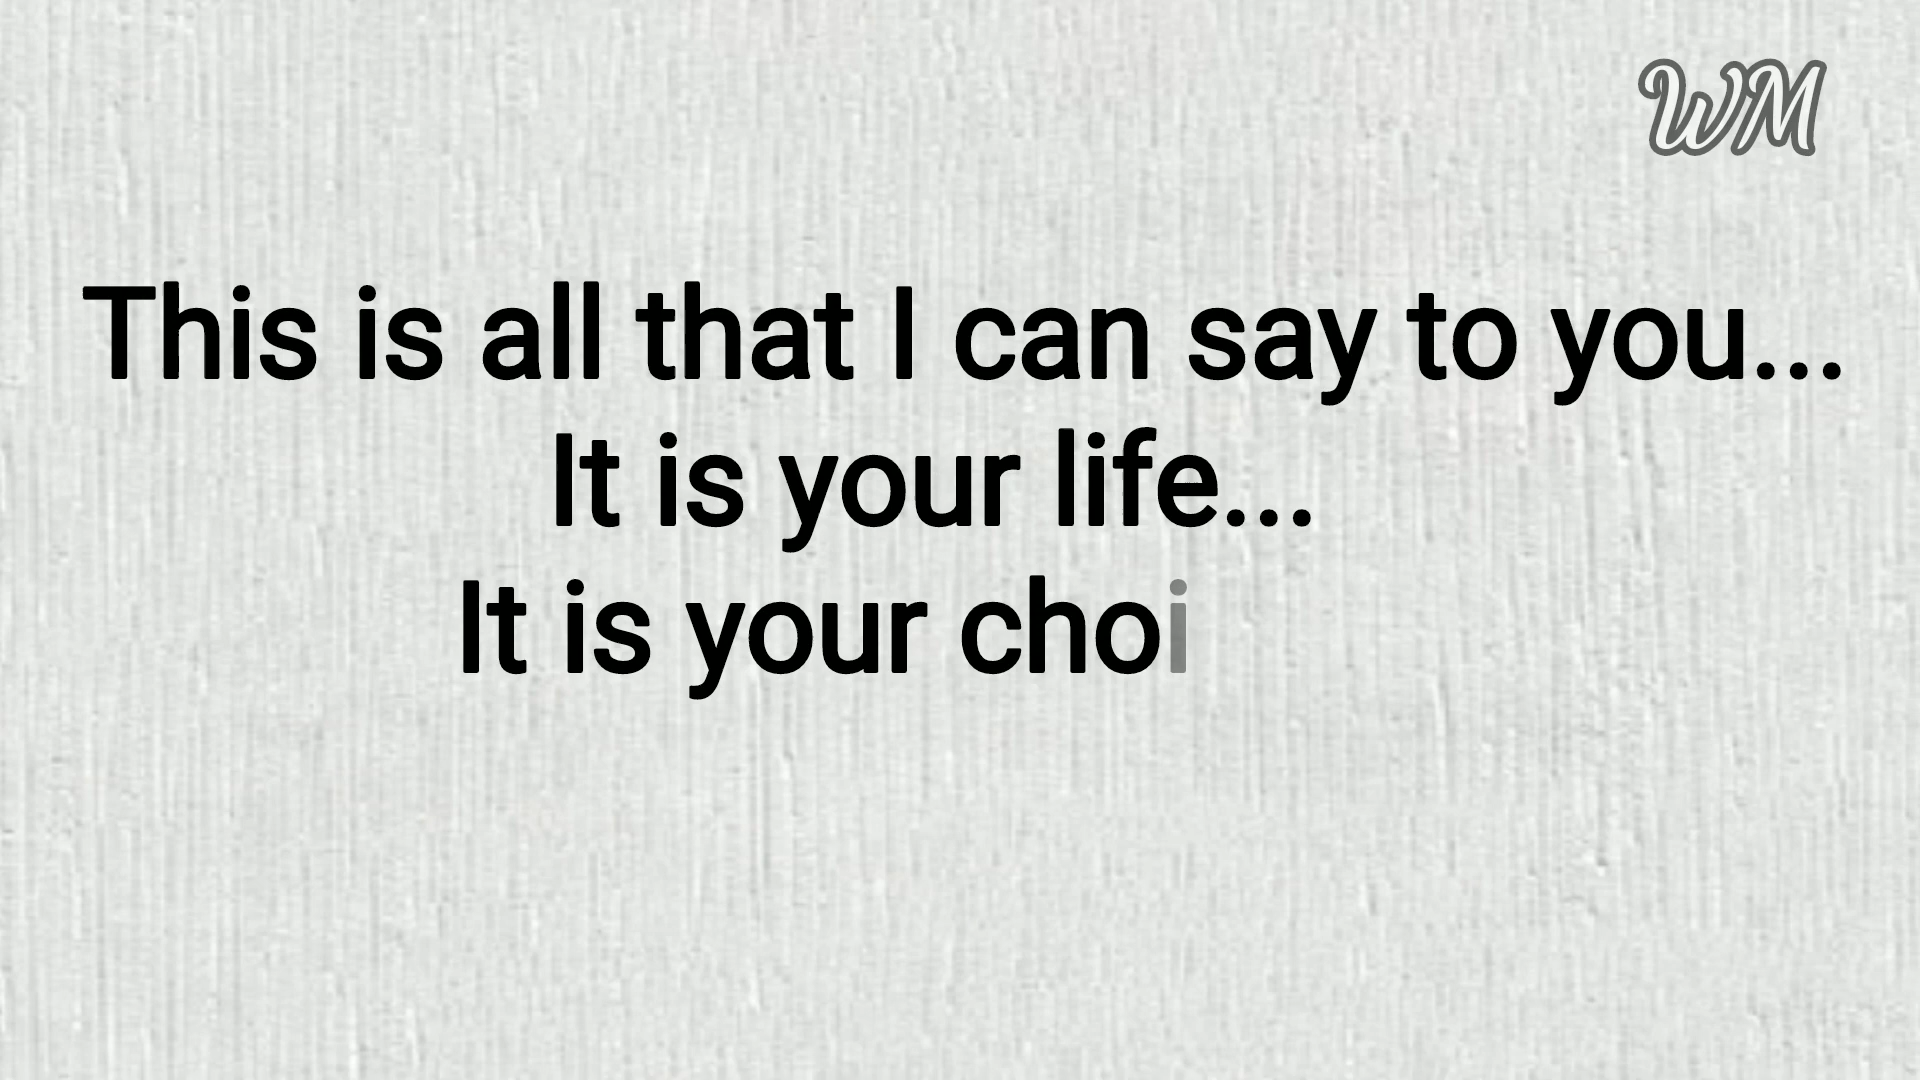 WM
This is all that I can say to you...
It is your life...
It is your choi